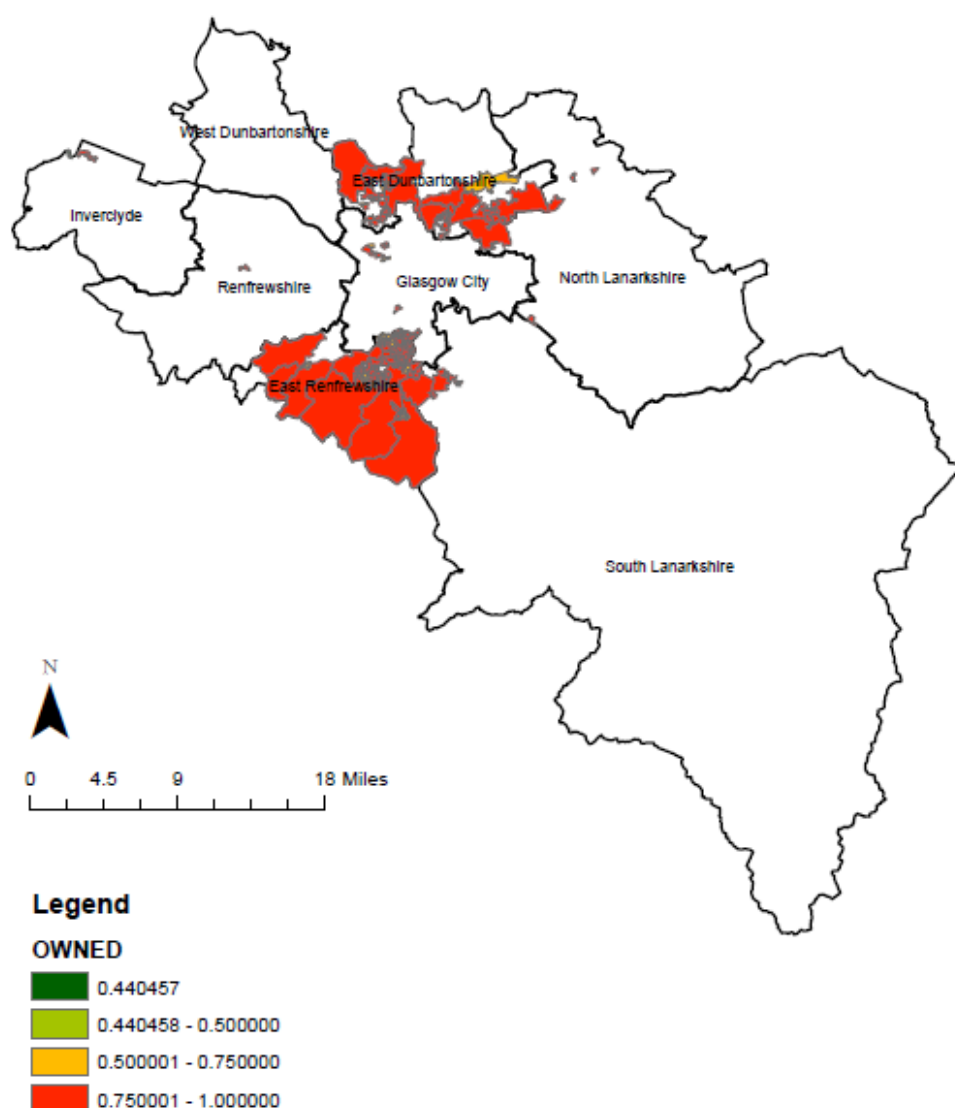 West Dunbartonshire
East Dunbartonshire
Inverclyde
Glasgow City
North Lanarkshire
Renfrewshire
East Renfrewshire
South Lanarkshire
N
0 4.5 9 18 Miles
Legend
OWNED
0.440457
0.440458 - 0.500000
0.500001 - 0.750000
0.750001 - 1.000000